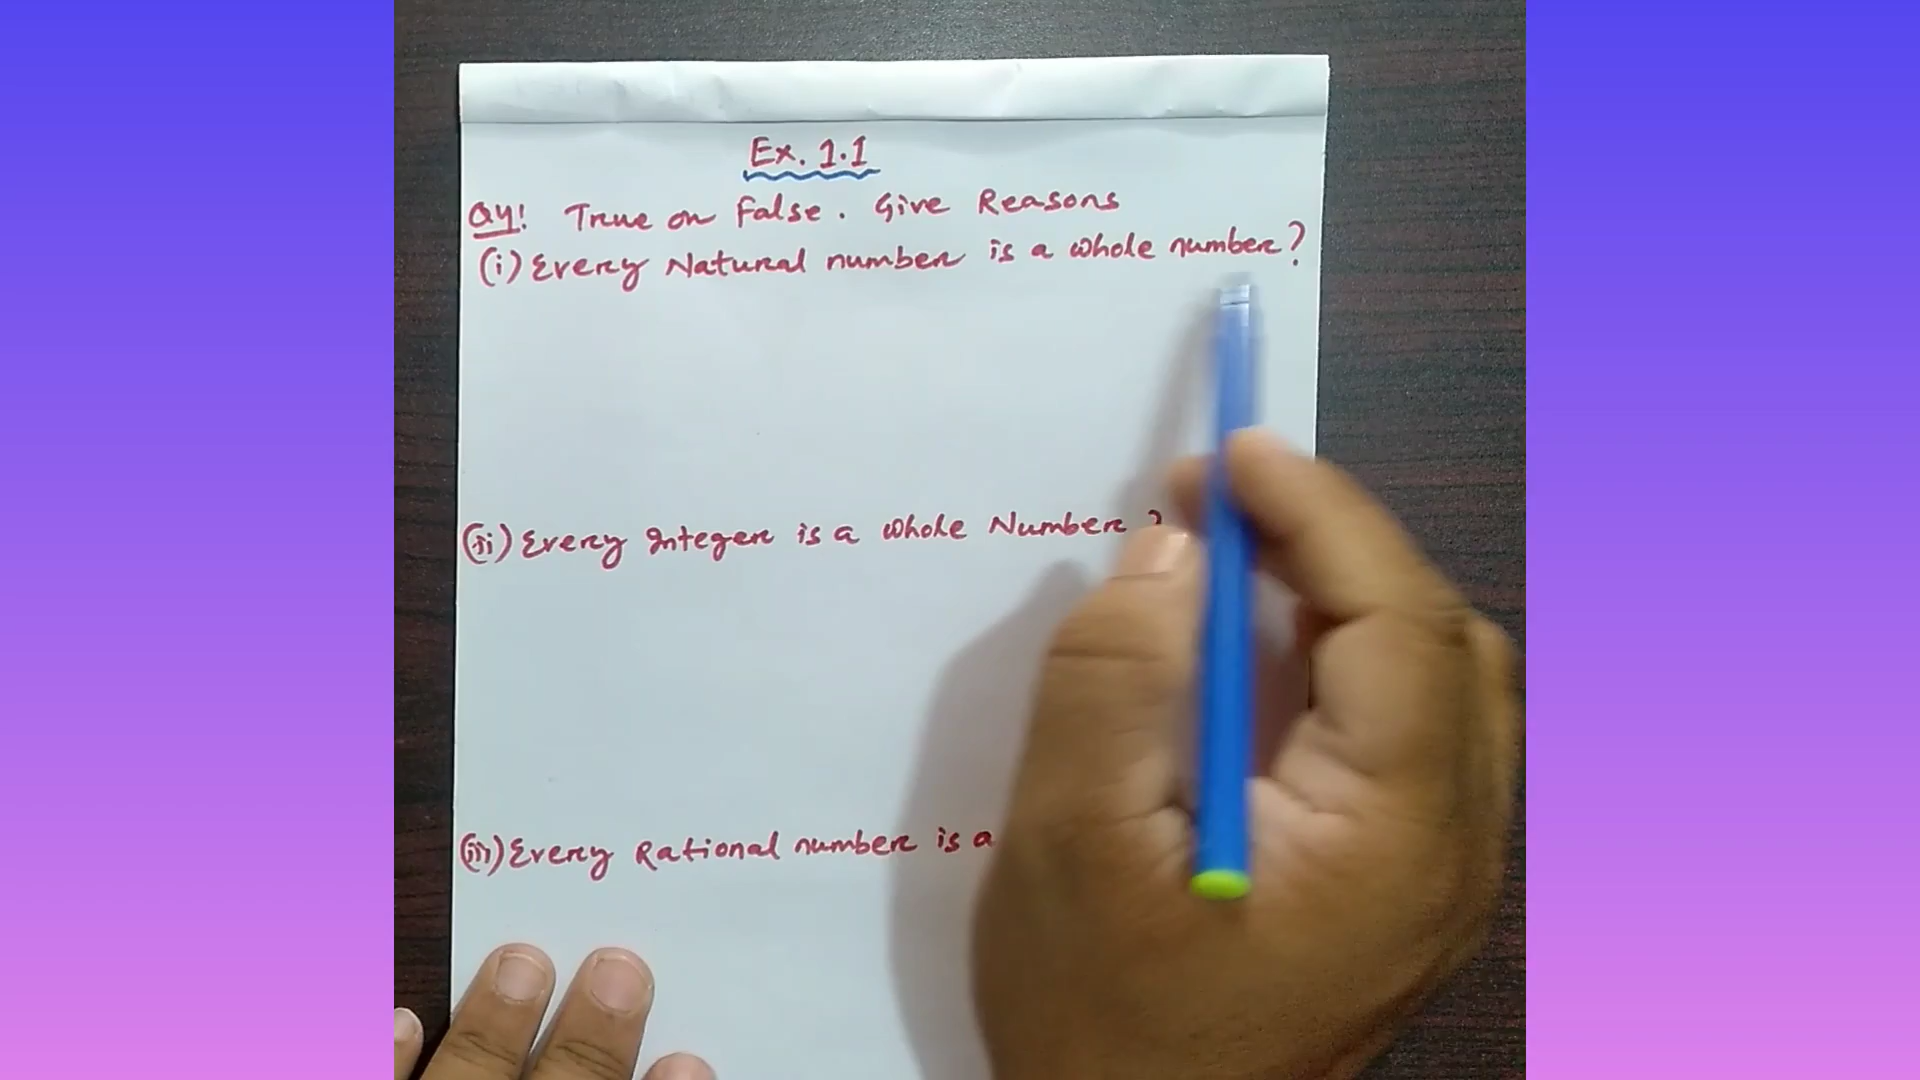 Ex. 1.1
Q4! True or False. Give Reasons
(i) Every Natural number is a whole number?
(ii) Every Integer is a whole Number?
(iii) Every Rational number is a